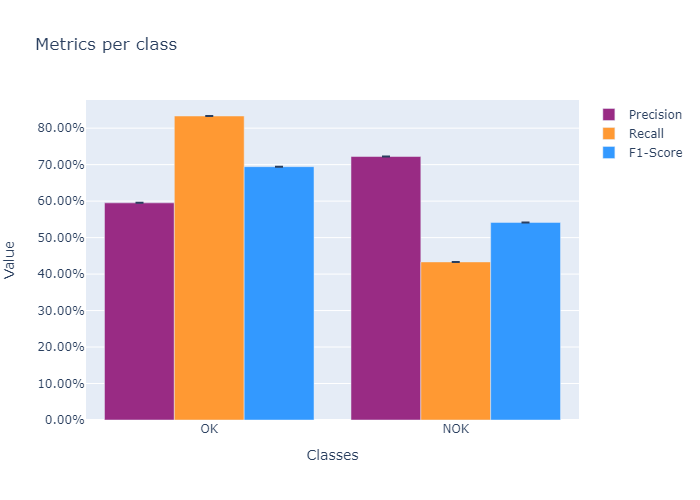 Metrics per class
Precision
Recall
F1-Score
80.00%
70.00%
60.00%
50.00%
40.00%
30.00%
20.00%
10.00%
0.00%
Value
OK
NOK
Classes